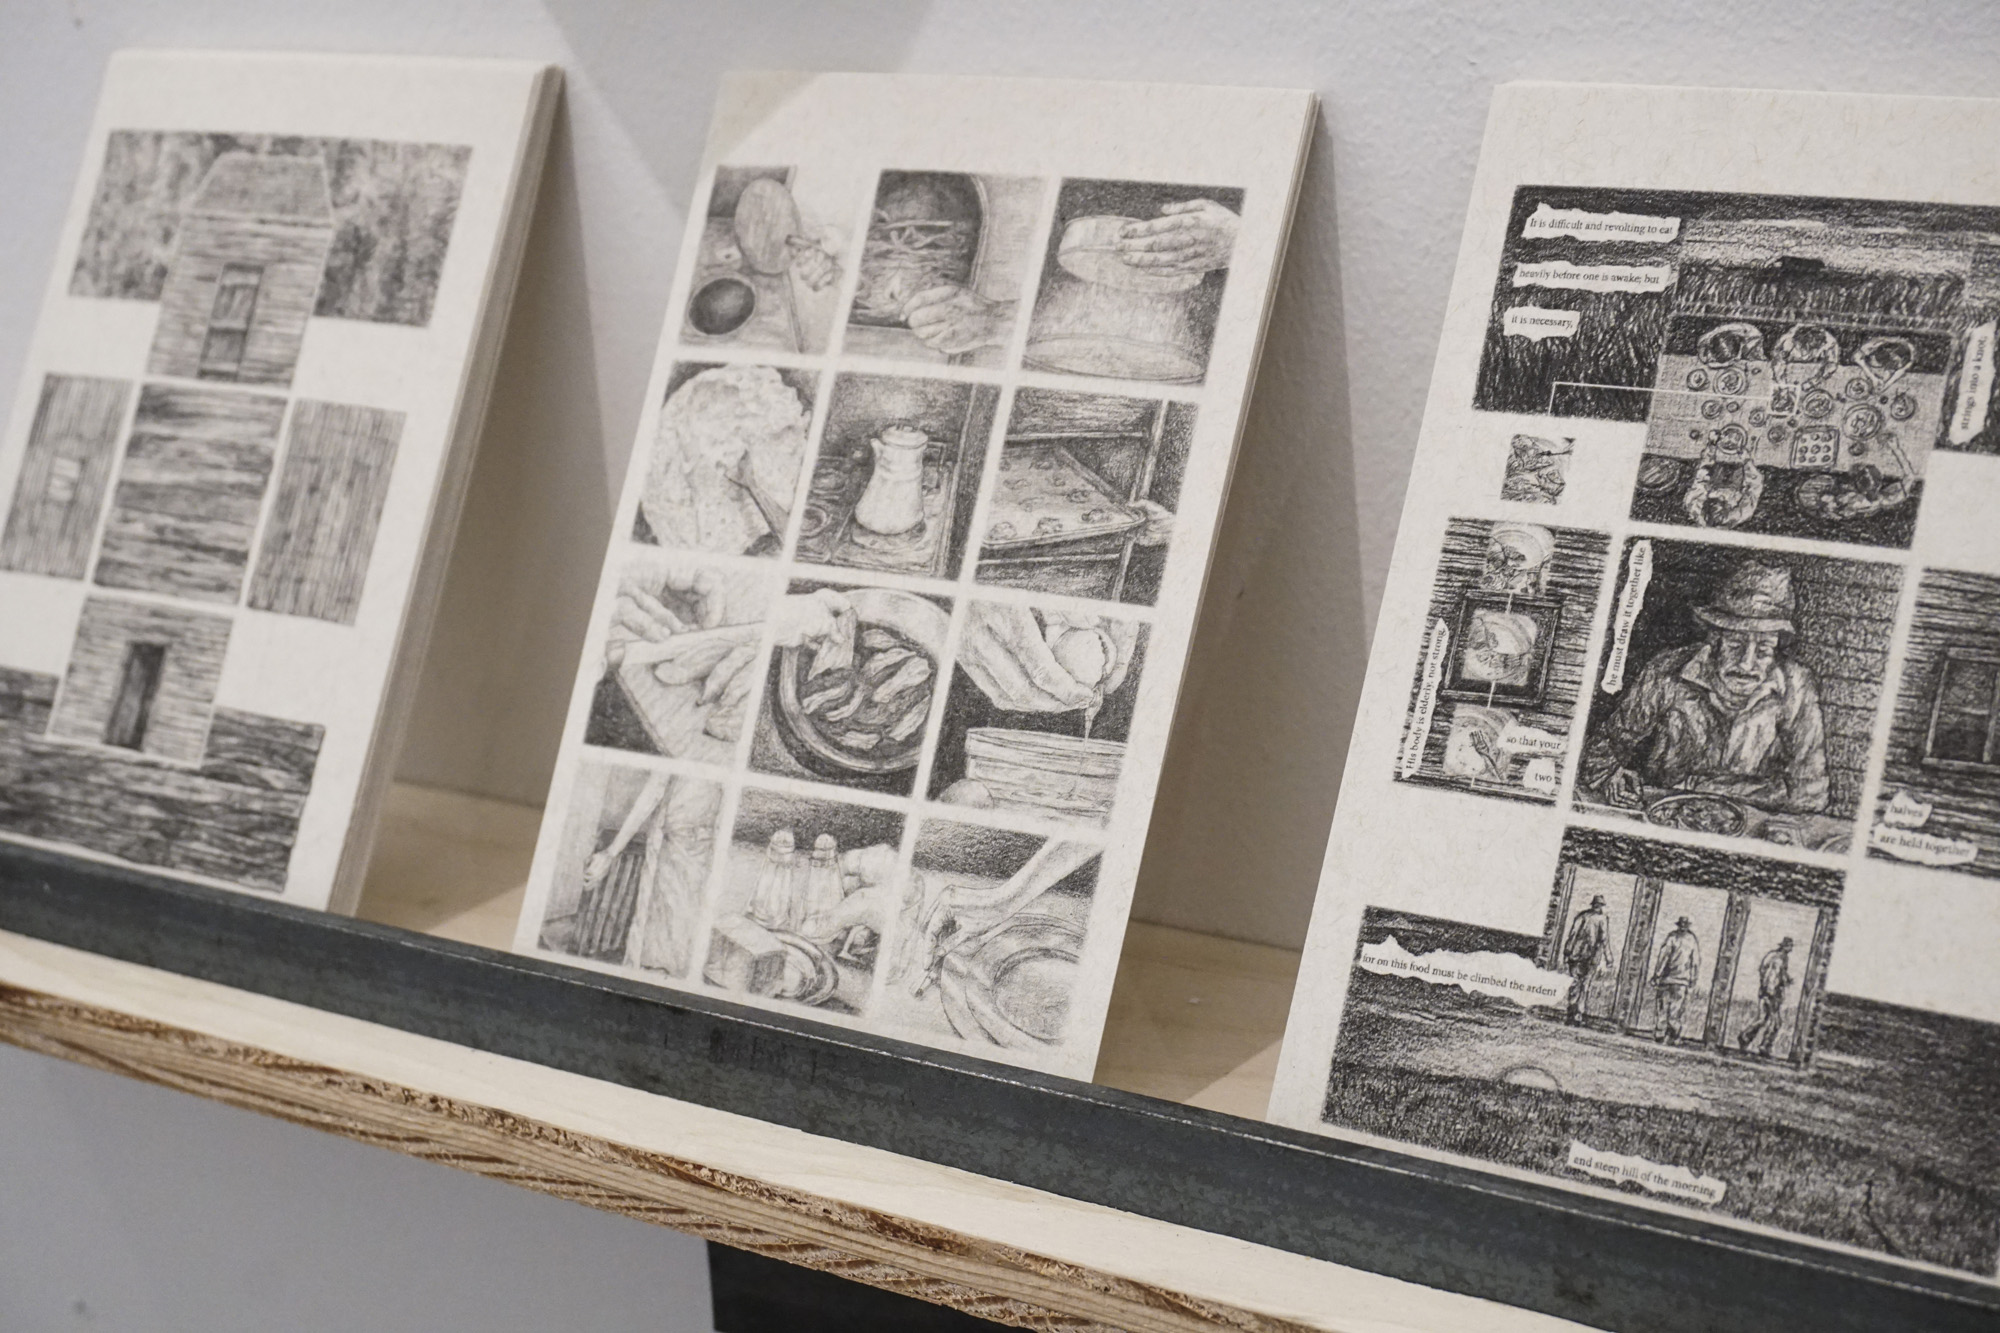 It is difficult and revolting to eat
heavily before one is awake; but
it is necessary,
strings into a knot,
His body is elderly, not strong
he must draw it together like
so that your
two
halves
are held together
for on this food must be climbed the ardent
and steep hill of the morning